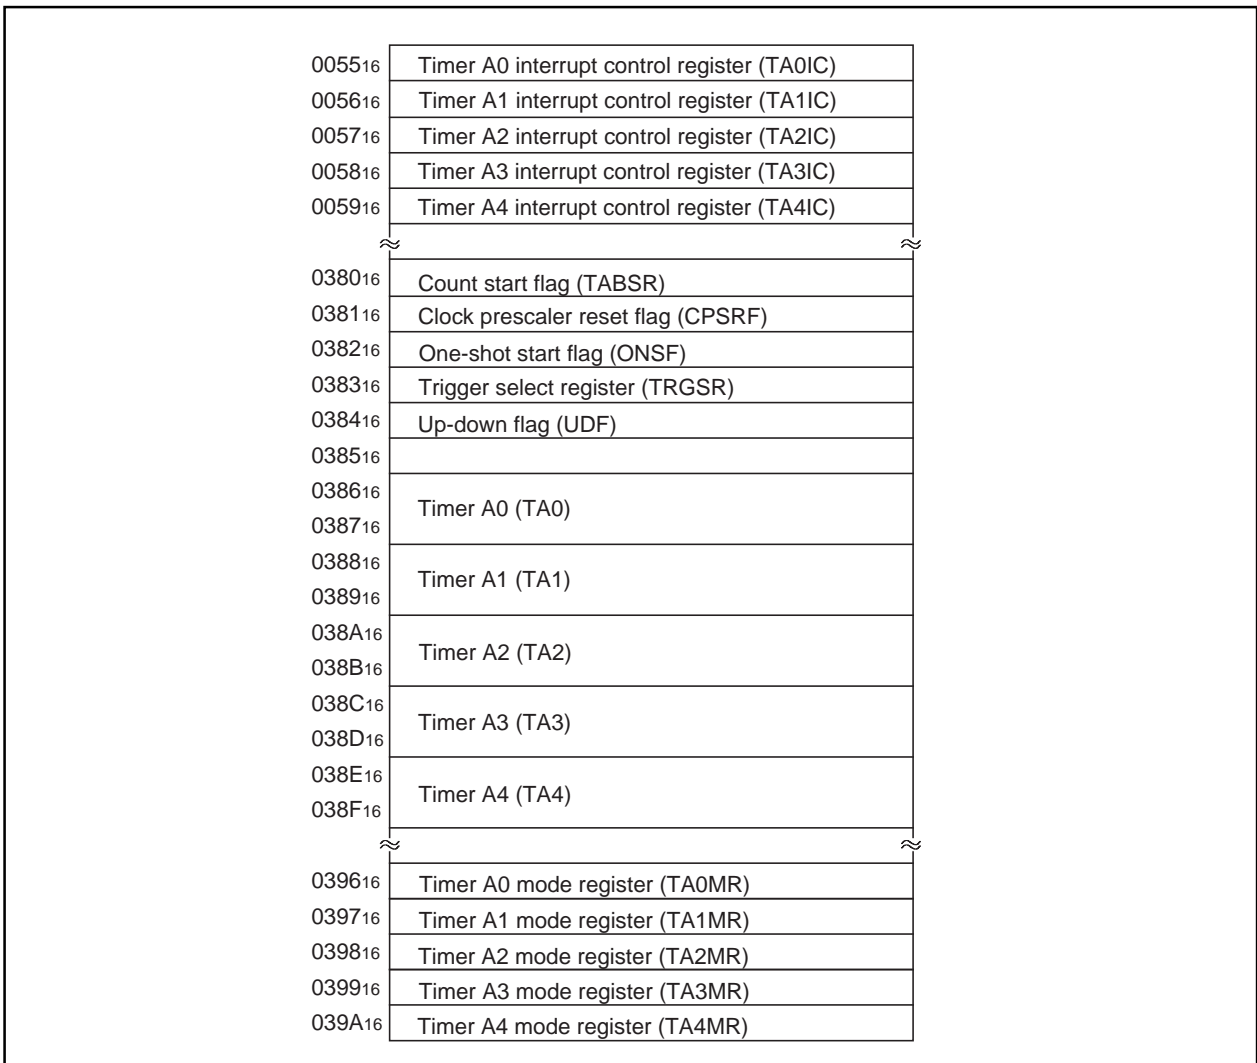 005516 Timer A0 interrupt control register (TA0IC)
005616 Timer A1 interrupt control register (TA1IC)
005716 Timer A2 interrupt control register (TA2IC)
005816 Timer A3 interrupt control register (TA3IC)
005916 Timer A4 interrupt control register (TA4IC)
038016 Count start flag (TABSR)
038116 Clock prescaler reset flag (CPSRF)
038216 One-shot start flag (ONSF)
038316 Trigger select register (TRGSR)
038416 Up-down flag (UDF)
038516
038616
Timer A0 (TA0)
038716
038816
Timer A1 (TA1)
038916
038A16
Timer A2 (TA2)
038B16
038C16
Timer A3 (TA3)
038D16
038E16
Timer A4 (TA4)
038F16
039616 Timer A0 mode register (TA0MR)
039716 Timer A1 mode register (TA1MR)
039816 Timer A2 mode register (TA2MR)
039916 Timer A3 mode register (TA3MR)
039A16 Timer A4 mode register (TA4MR)